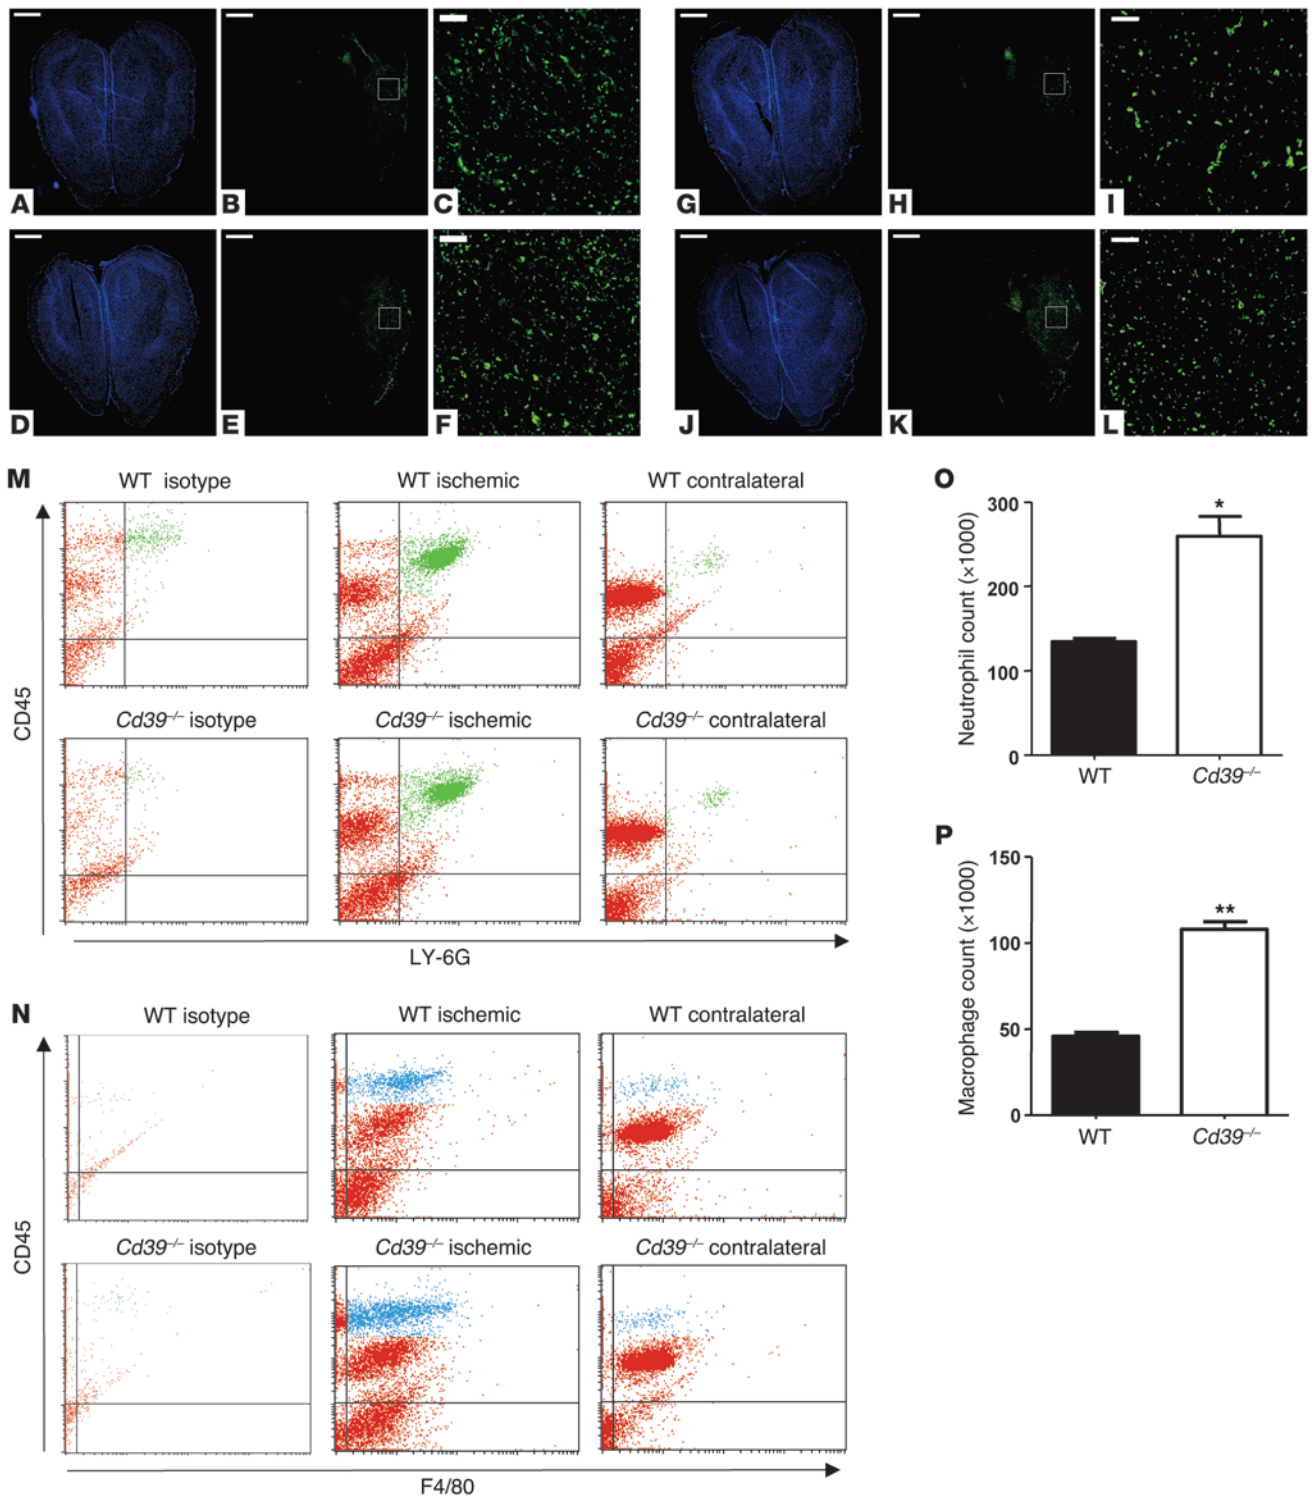 A B C G H I
D E F J K L
M
WT isotype WT ischemic WT contralateral
Cd39–/– isotype Cd39–/– ischemic Cd39–/– contralateral
CD45
LY-6G
N
WT isotype WT ischemic WT contralateral
Cd39–/– isotype Cd39–/– ischemic Cd39–/– contralateral
CD45
F4/80
O
Neutrophil count (×1000)
300
*
200
100
0
WT Cd39–/–
P
Macrophage count (×1000)
150
**
100
50
0
WT Cd39–/–